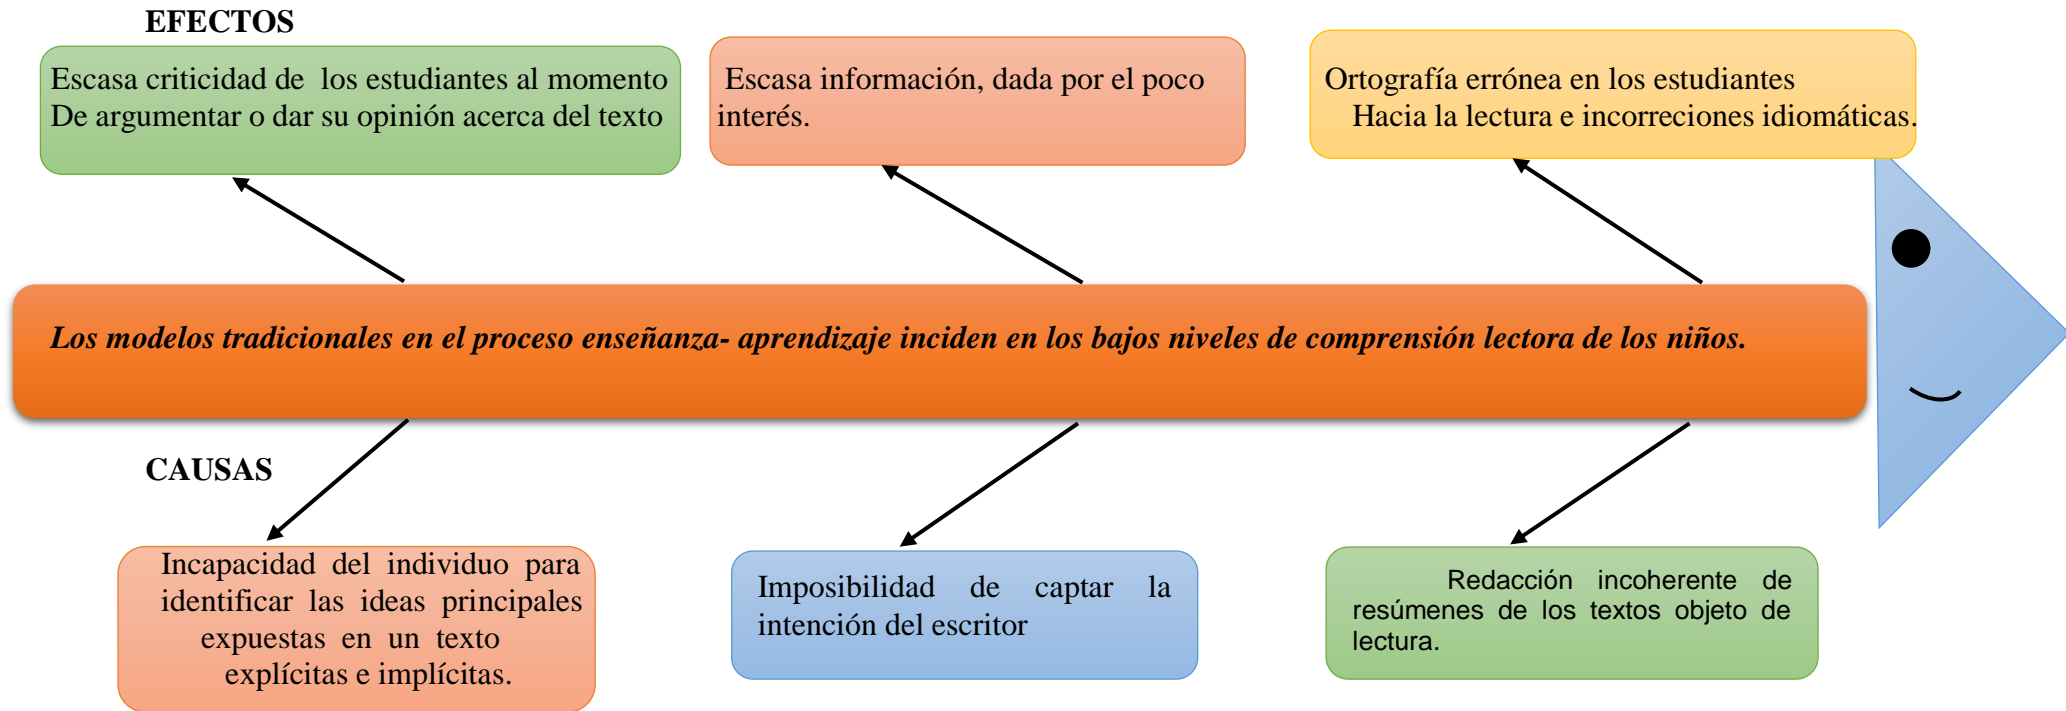 EFECTOS
Escasa criticidad de los estudiantes al momento
De argumentar o dar su opinión acerca del texto
Escasa información, dada por el poco
interés.
Ortografía errónea en los estudiantes
Hacia la lectura e incorreciones idiomáticas.
Los modelos tradicionales en el proceso enseñanza- aprendizaje inciden en los bajos niveles de comprensión lectora de los niños.
CAUSAS
Incapacidad del individuo para
identificar las ideas principales
expuestas en un texto
explícitas e implícitas.
Imposibilidad de captar la
intención del escritor
Redacción incoherente de
resúmenes de los textos objeto de
lectura.